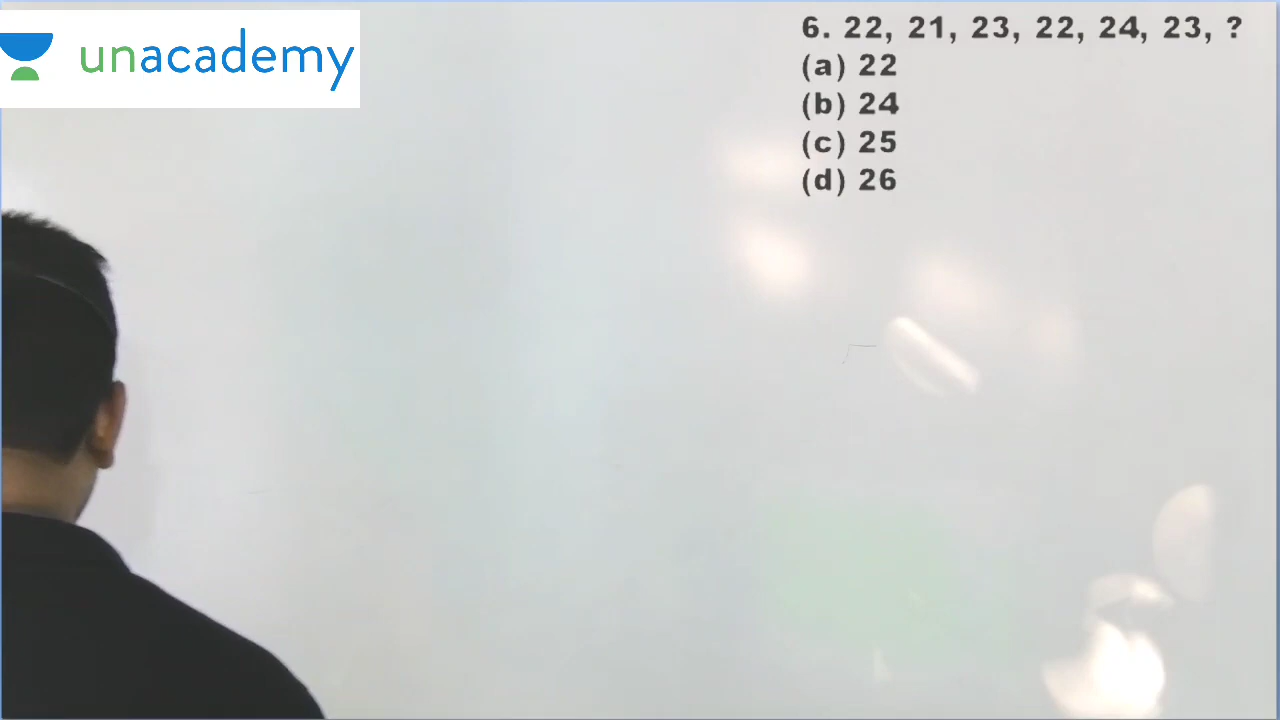 unacademy
6. 22, 21, 23, 22, 24, 23, ?
(a) 22
(b) 24
(c) 25
(d) 26